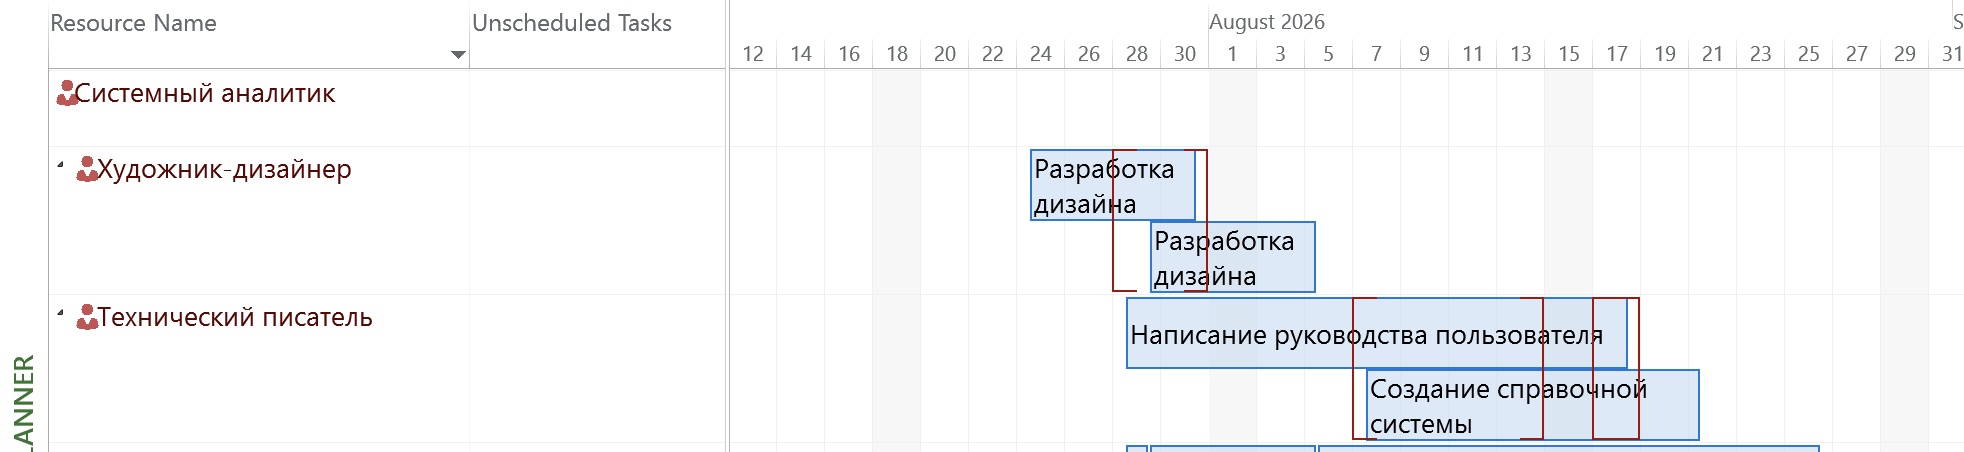 Resource Name
Unscheduled Tasks
August 2026
S
12 14 16 18 20 22 24 26 28 30 1 3 5 7 9 11 13 15 17 19 21 23 25 27 29 31
Системный аналитик
Художник-дизайнер
Разработка
дизайна
Разработка
дизайна
Технический писатель
Написание руководства пользователя
Создание справочной
системы
LANNER